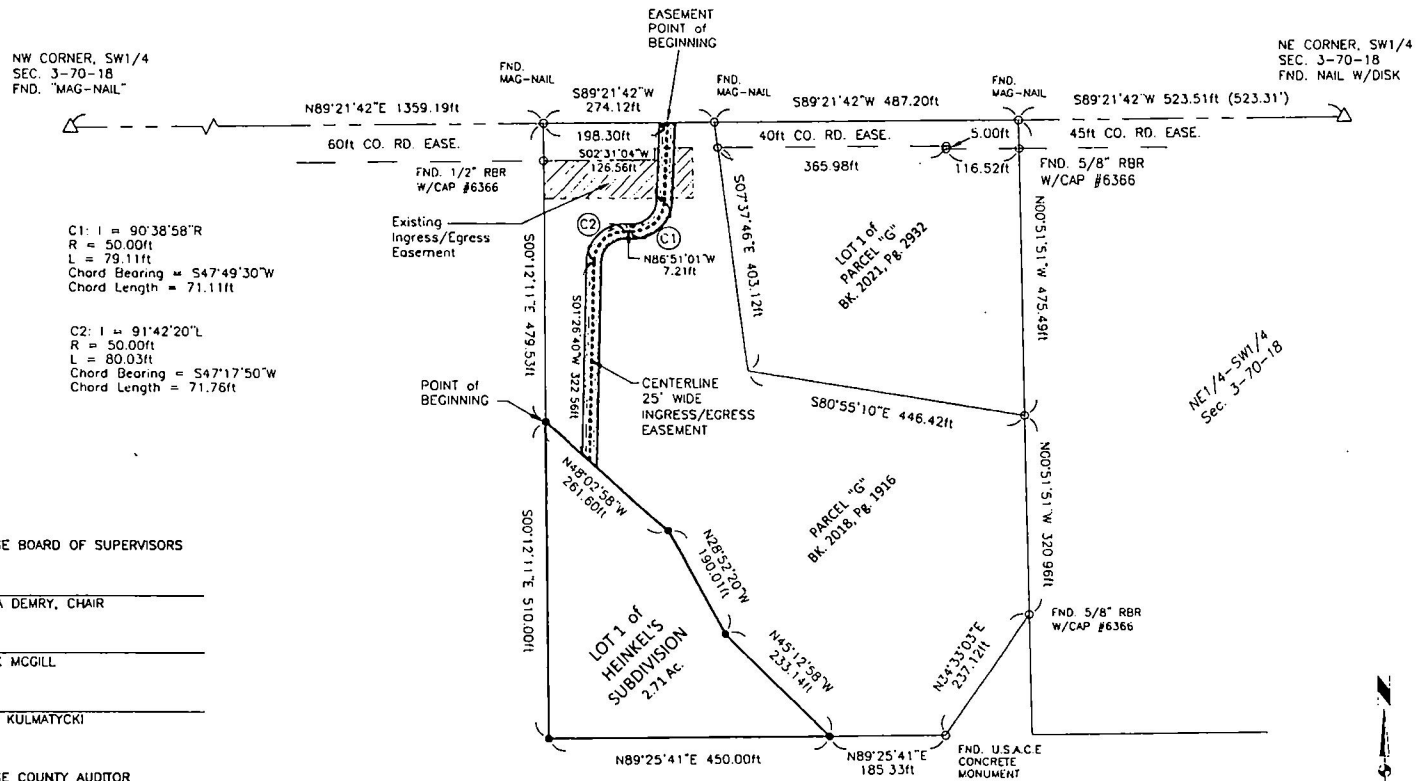 EASEMENT
POINT of
BEGINNING
NW CORNER, SW1/4
SEC. 3-70-18
FND. "MAG-NAIL"
NE CORNER, SW1/4
SEC. 3-70-18
FND. NAIL W/DISK
FND.
MAG-NAIL
FND.
MAG-NAIL
FND.
MAG-NAIL
N89°21'42"E 1359.19ft
S89°21'42"W
274.12ft
S89°21'42"W 487.20ft
S89°21'42"W 523.51ft (523.31')
60ft CO. RD. EASE.
198.30ft
40ft CO. RD. EASE.
5.00ft
45ft CO. RD. EASE.
S02°31'04"W
126.56ft
365.98ft
116.52ft
FND. 1/2" RBR
W/CAP #6366
FND. 5/8" RBR
W/CAP #6366
Existing
Ingress/Egress
Easement
C2
C1
N86°51'01"W
7.21ft
C1: I = 90°38'58"R
R = 50.00ft
L = 79.11ft
Chord Bearing = S47°49'30"W
Chord Length = 71.11ft
C2: I = 91°42'20"L
R = 50.00ft
L = 80.03ft
Chord Bearing = S47°17'50"W
Chord Length = 71.76ft
S00°12'11"E 479.53ft
S01°26'40"W 322.56ft
S07°37'46"E 403.12ft
LOT 1 of
PARCEL "G"
BK. 2021, Pg. 2932
N00°51'51"W 475.49ft
NE1/4-SW1/4
Sec. 3-70-18
POINT of
BEGINNING
CENTERLINE
25' WIDE
INGRESS/EGRESS
EASEMENT
S80°55'10"E 446.42ft
N48°02'58"W
261.60ft
PARCEL "G"
BK. 2018, Pg. 1916
N00°51'51"W 320.96ft
S00°12'11"E 510.00ft
N28°52'20"W
190.01ft
LOT 1 of
HEINKEL'S
SUBDIVISION
2.71 Ac.
N45°12'58"W
233.14ft
N34°33'03"E
237.12ft
FND. 5/8" RBR
W/CAP #6366
N89°25'41"E 450.00ft
N89°25'41"E
185.33ft
FND. U.S.A.C.E
CONCRETE
MONUMENT
BOARD OF SUPERVISORS
DEMRY, CHAIR
MCGILL
KULMATYCKI
COUNTY AUDITOR
N